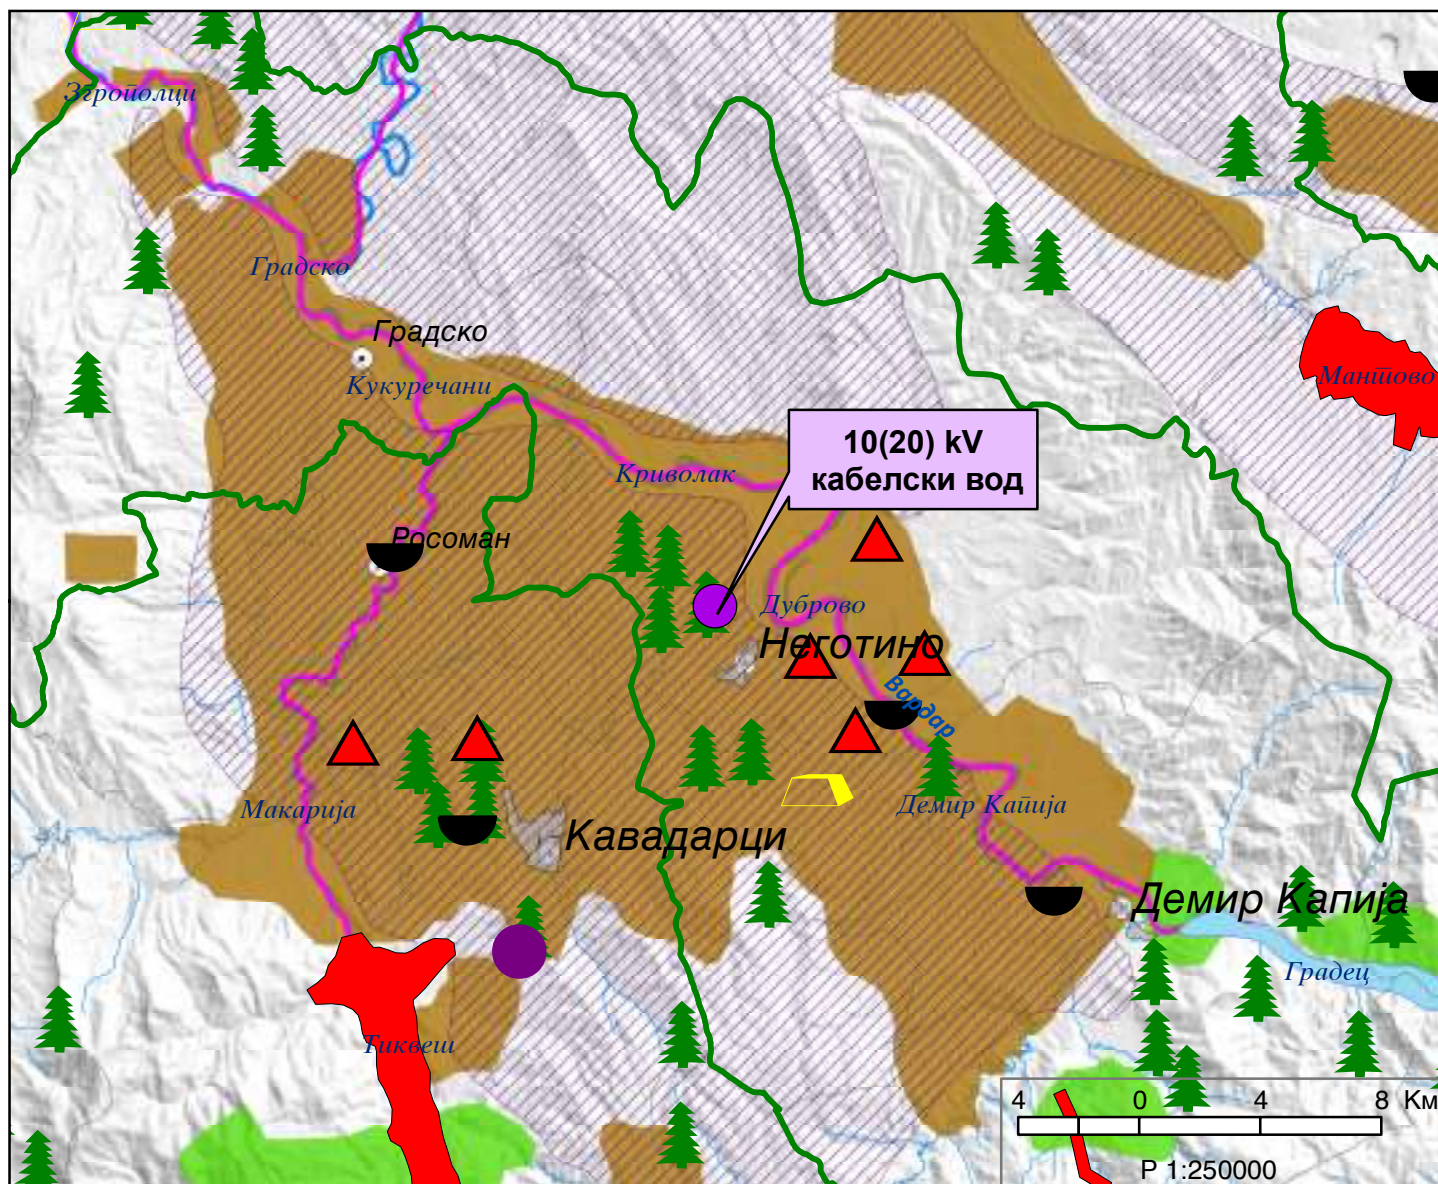 Згрополци
Градско
Градско
Кукуречани
Мантово
10(20) kV
кабелски вод
Криволак
Росоман
Дуброво
Неготино
Вардар
Макарија
Демир Капија
Кавадарци
Демир Капија
Градец
Тиквеш
4 0 4 8 Км
Р 1:250000